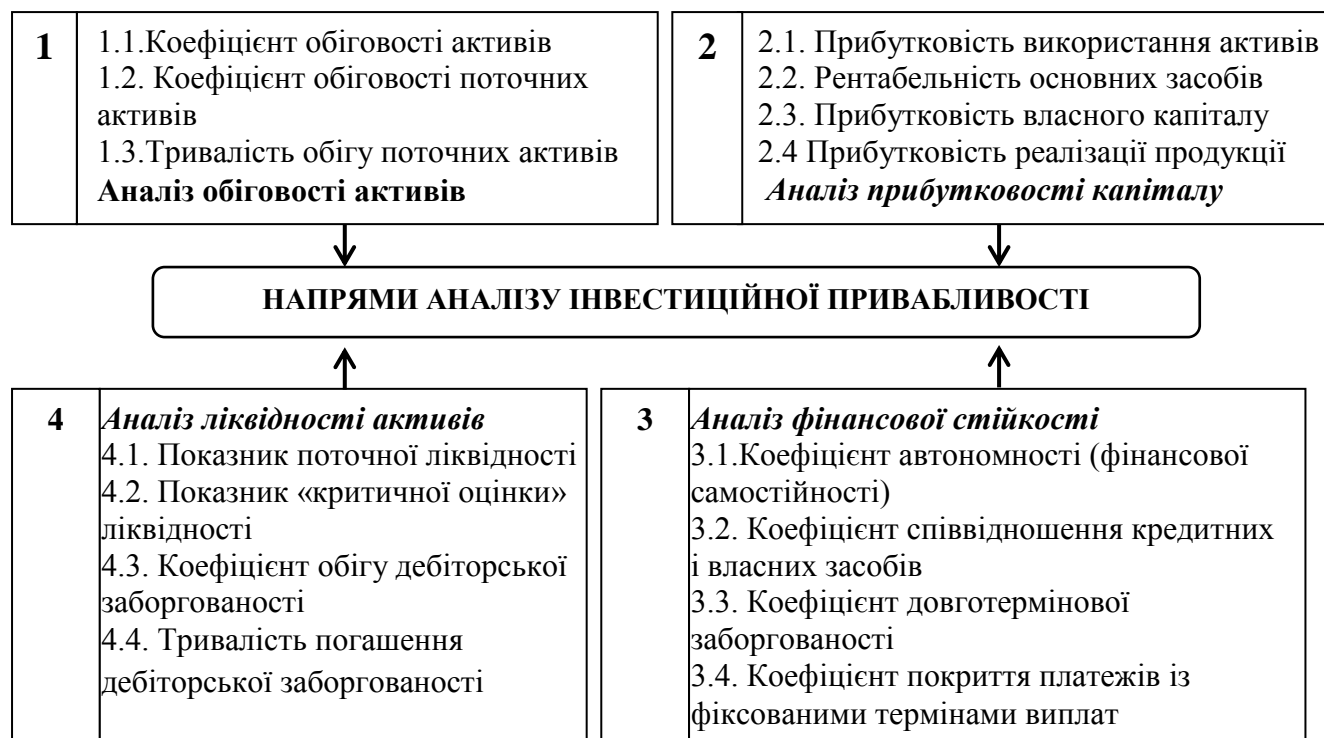 1
1.1.Коефіцієнт обіговості активів
1.2. Коефіцієнт обіговості поточних
активів
1.3.Тривалість обігу поточних активів
Аналіз обіговості активів
2
2.1. Прибутковість використання активів
2.2. Рентабельність основних засобів
2.3. Прибутковість власного капіталу
2.4 Прибутковість реалізації продукції
Аналіз прибутковості капіталу
НАПРЯМИ АНАЛІЗУ ІНВЕСТИЦІЙНОЇ ПРИВАБЛИВОСТІ
4
Аналіз ліквідності активів
4.1. Показник поточної ліквідності
4.2. Показник «критичної оцінки»
ліквідності
4.3. Коефіцієнт обігу дебіторської
заборгованості
4.4. Тривалість погашення
дебіторської заборгованості
3
Аналіз фінансової стійкості
3.1.Коефіцієнт автономності (фінансової
самостійності)
3.2. Коефіцієнт співвідношення кредитних
і власних засобів
3.3. Коефіцієнт довготермінової
заборгованості
3.4. Коефіцієнт покриття платежів із
фіксованими термінами виплат